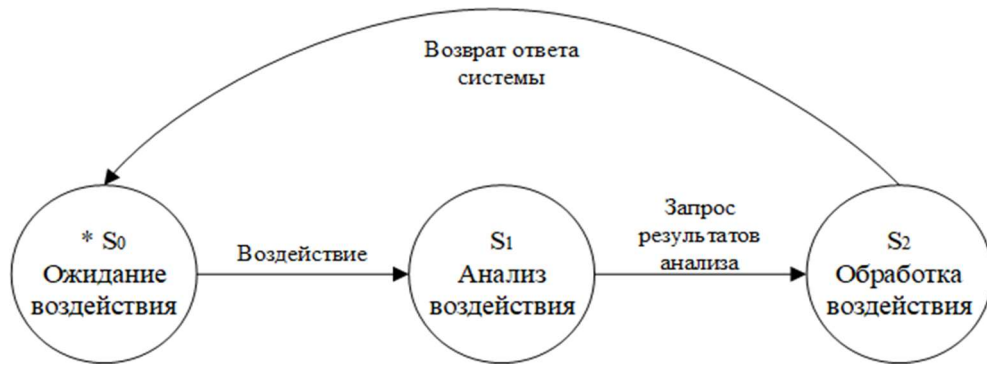 Возврат ответа
системы
* S0
Ожидание
воздействия
Воздействие
S1
Анализ
воздействия
Запрос
результатов
анализа
S2
Обработка
воздействия